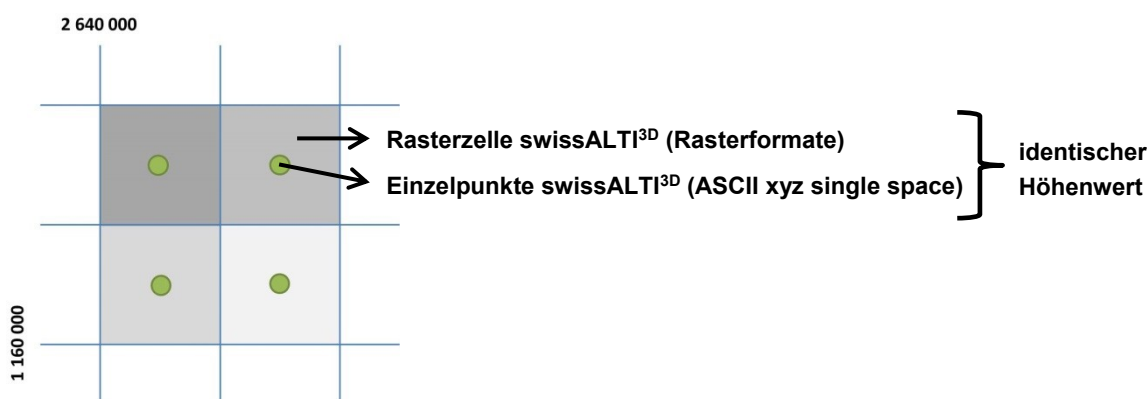 2 640 000
Rasterzelle swissALTI³ᴰ (Rasterformate)
Einzelpunkte swissALTI³ᴰ (ASCII xyz single space)
identischer
Höhenwert
1 160 000